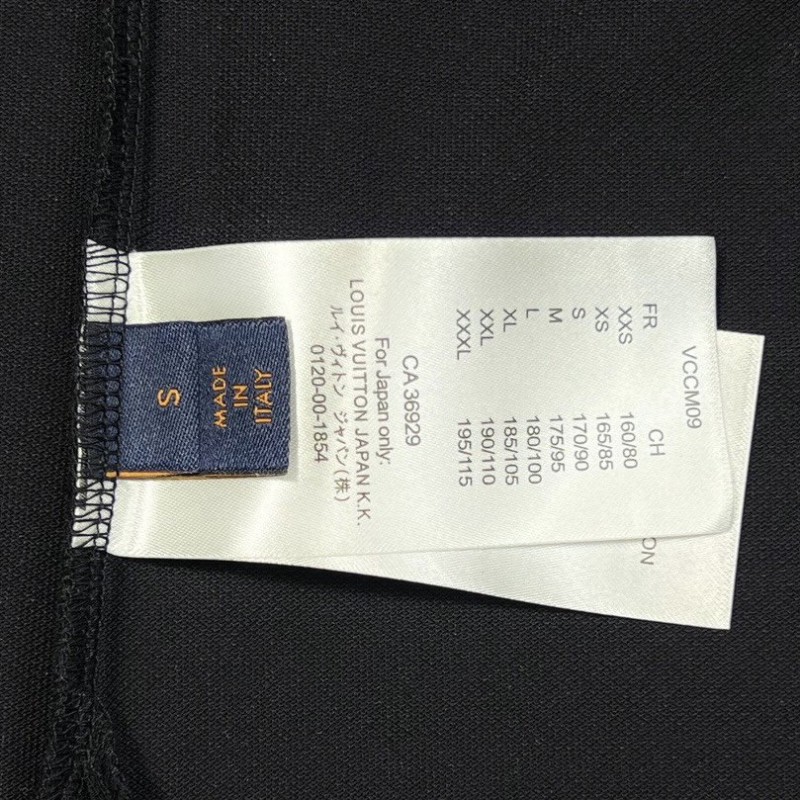 VCCM09
FR CH
XXS 160/80
XS 165/85
S 170/90
M 175/95
L 180/100
XL 185/105
XXL 190/110
XXXL 195/115
CA 36929
For Japan only:
LOUIS VUITTON JAPAN K.K.
ルイ・ヴィトン ジャパン(株)
0120-00-1854
S
MADE
IN
ITALY